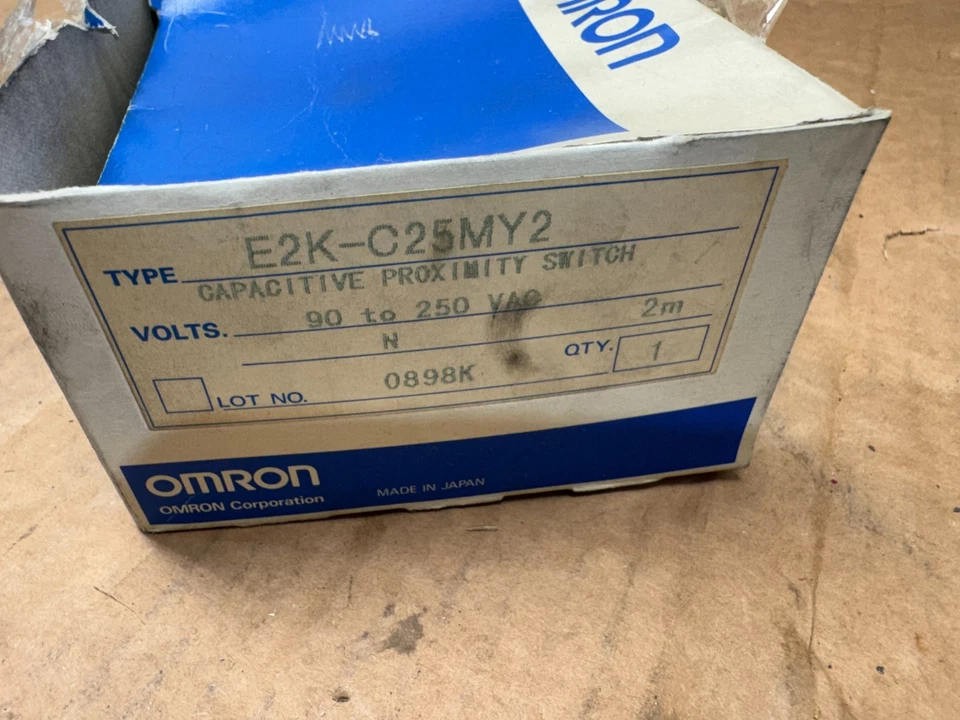 OMRON
TYPE E2K-C25MY2
CAPACITIVE PROXIMITY SWITCH
VOLTS. 90 to 250 VAC 2m
N
QTY. 1
LOT NO. 0898K
OMRON
OMRON Corporation MADE IN JAPAN